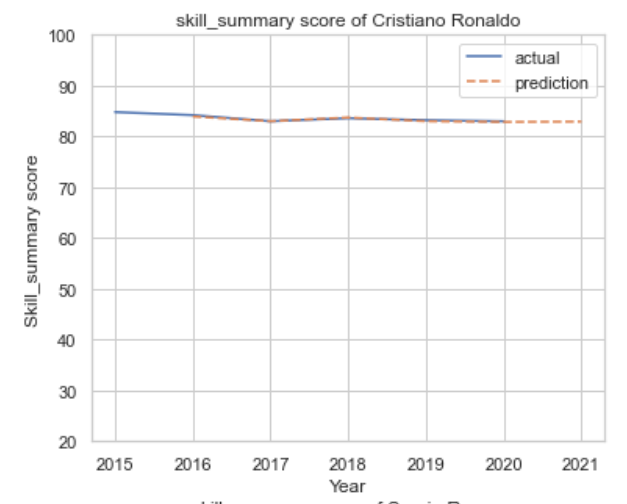 skill_summary score of Cristiano Ronaldo
100
90
80
70
60
50
40
30
20
Skill_summary score
actual
prediction
2015 2016 2017 2018 2019 2020 2021
Year